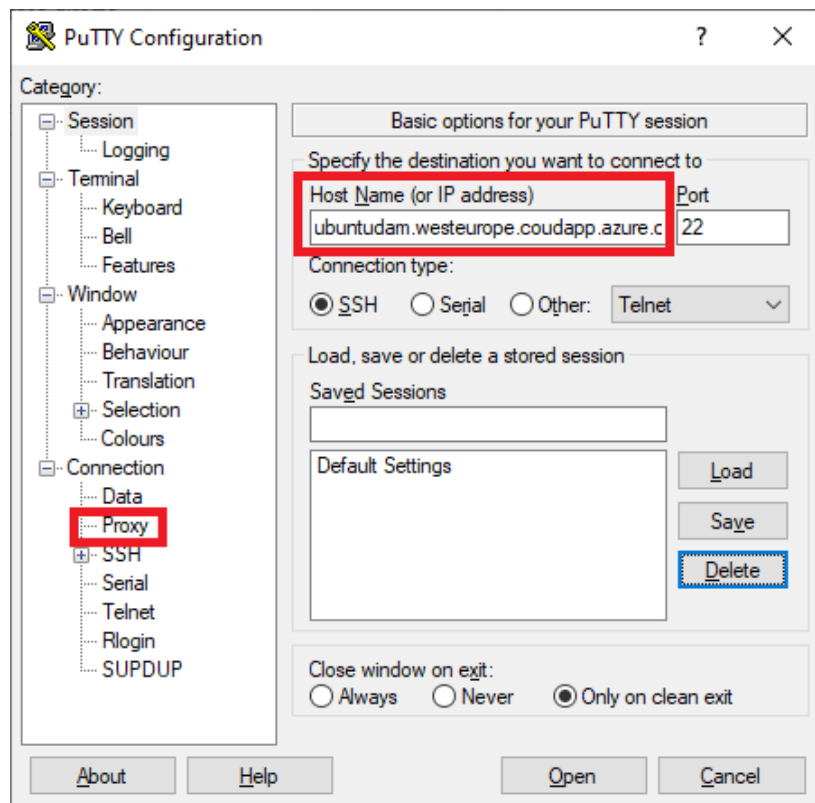 PuTTY Configuration
?
Category:
Session
Logging
Terminal
Keyboard
Bell
Features
Window
Appearance
Behaviour
Translation
Selection
Colours
Connection
Data
Proxy
SSH
Serial
Telnet
Rlogin
SUPDUP
Basic options for your PuTTY session
Specify the destination you want to connect to
Host Name (or IP address) Port
ubuntudam.westeurope.coudapp.azure.c 22
Connection type:
SSH Serial Other: Telnet
Load, save or delete a stored session
Saved Sessions
Default Settings
Load
Save
Delete
Close window on exit:
Always Never Only on clean exit
About Help Open Cancel